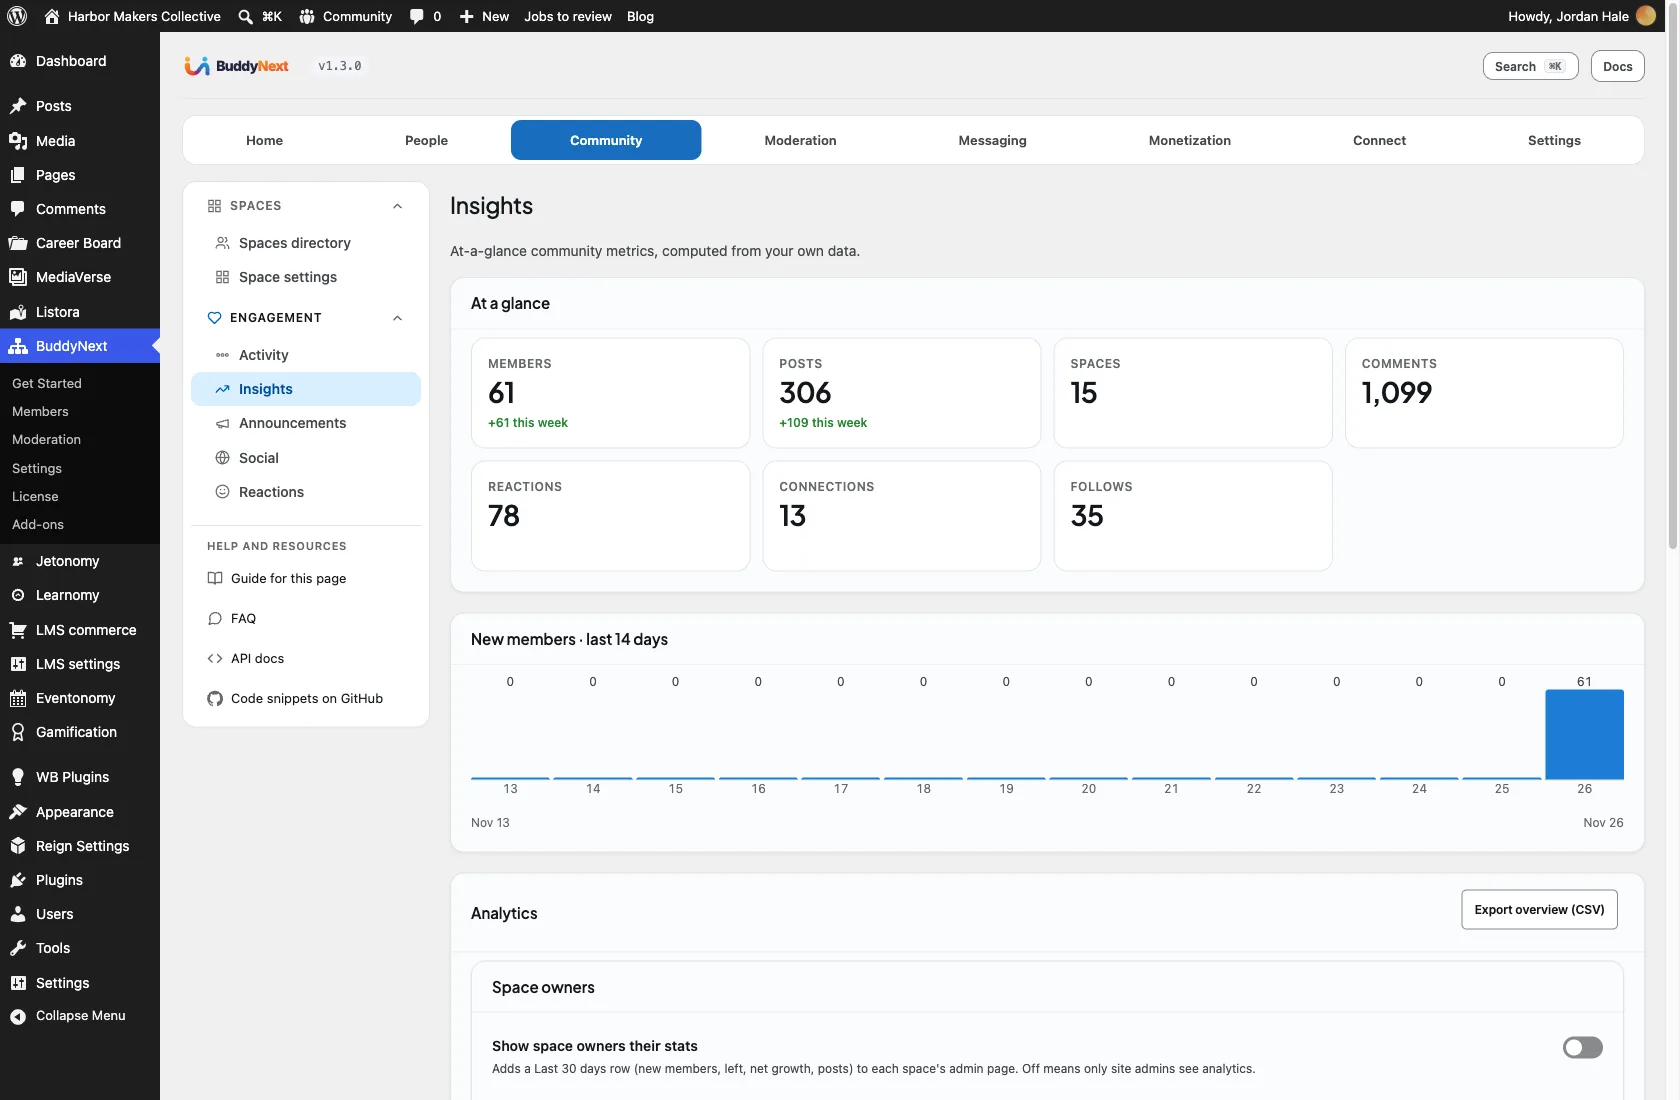 Harbor Makers Collective
⌘K
Community
0
New
Jobs to review
Blog
Howdy, Jordan Hale
Dashboard
Posts
Media
Pages
Comments
Career Board
MediaVerse
Listora
BuddyNext
Get Started
Members
Moderation
Settings
License
Add-ons
Jetonomy
Learnomy
LMS commerce
LMS settings
Eventonomy
Gamification
WB Plugins
Appearance
Reign Settings
Plugins
Users
Tools
Settings
Collapse Menu
BuddyNext
v1.3.0
Search ⌘K
Docs
Home
People
Community
Moderation
Messaging
Monetization
Connect
Settings
SPACES
Spaces directory
Space settings
ENGAGEMENT
Activity
Insights
Announcements
Social
Reactions
HELP AND RESOURCES
Guide for this page
FAQ
API docs
Code snippets on GitHub
Insights
At-a-glance community metrics, computed from your own data.
At a glance
MEMBERS
61
+61 this week
POSTS
306
+109 this week
SPACES
15
COMMENTS
1,099
REACTIONS
78
CONNECTIONS
13
FOLLOWS
35
New members · last 14 days
0 0 0 0 0 0 0 0 0 0 0 0 0 61
13 14 15 16 17 18 19 20 21 22 23 24 25 26
Nov 13
Nov 26
Analytics
Export overview (CSV)
Space owners
Show space owners their stats
Adds a Last 30 days row (new members, left, net growth, posts) to each space's admin page. Off means only site admins see analytics.